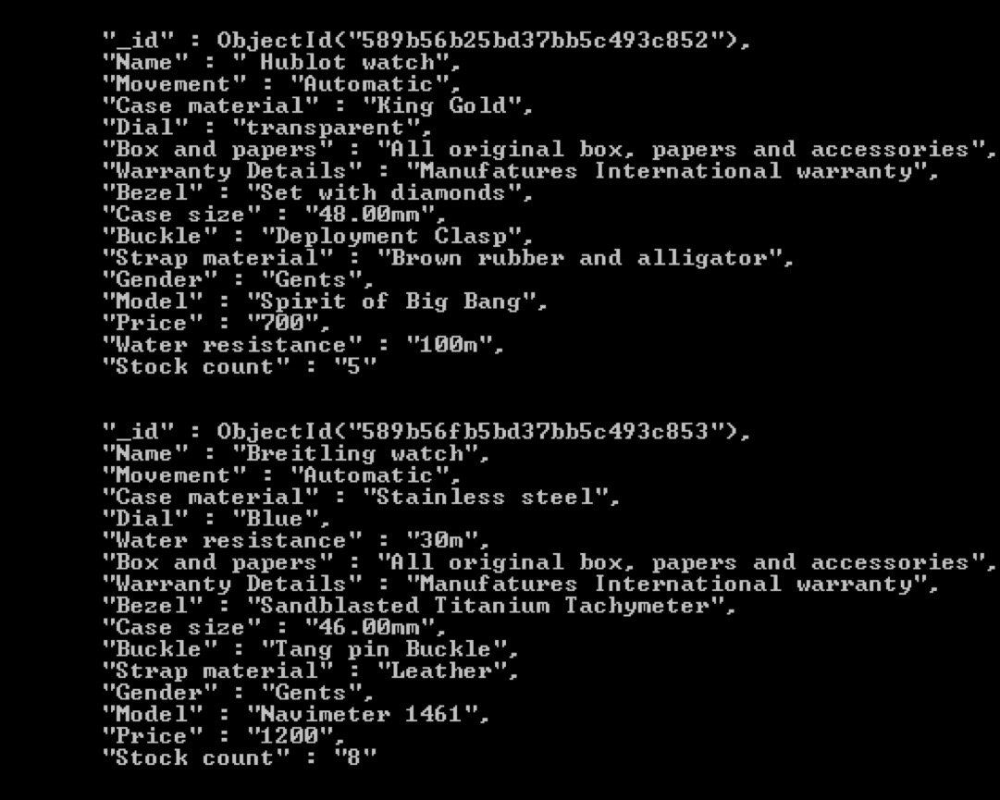 "_id" : ObjectId("589b56b25bd37bb5c493c852"),
"Name" : " Hublot watch",
"Movement" : "Automatic",
"Case material" : "King Gold",
"Dial" : "transparent",
"Box and papers" : "All original box, papers and accessories",
"Warranty Details" : "Manufatures International warranty",
"Bezel" : "Set with diamonds",
"Case size" : "48.00mm",
"Buckle" : "Deployment Clasp",
"Strap material" : "Brown rubber and alligator",
"Gender" : "Gents",
"Model" : "Spirit of Big Bang",
"Price" : "700",
"Water resistance" : "100m",
"Stock count" : "5"
"_id" : ObjectId("589b56fb5bd37bb5c493c853"),
"Name" : "Breitling watch",
"Movement" : "Automatic",
"Case material" : "Stainless steel",
"Dial" : "Blue",
"Water resistance" : "30m",
"Box and papers" : "All original box, papers and accessories",
"Warranty Details" : "Manufatures International warranty",
"Bezel" : "Sandblasted Titanium Tachymeter",
"Case size" : "46.00mm",
"Buckle" : "Tang pin Buckle",
"Strap material" : "Leather",
"Gender" : "Gents",
"Model" : "Navimeter 1461",
"Price" : "1200",
"Stock count" : "8"